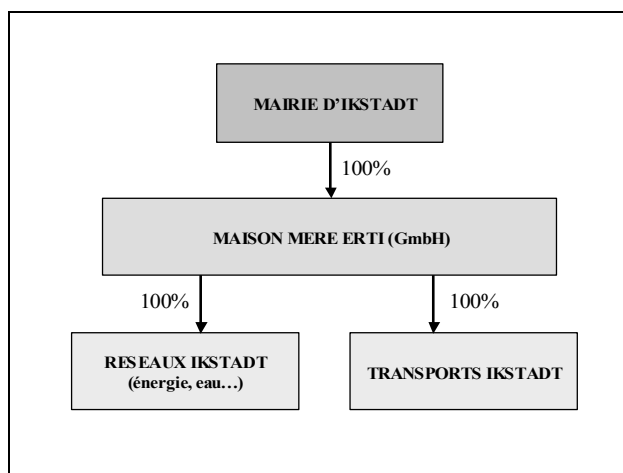 MAIRIE D'IKSTADT
100%
MAISON MERE ERTI (GmbH)
100%
100%
RESEAUX IKSTADT
(énergie, eau…)
TRANSPORTS IKSTADT